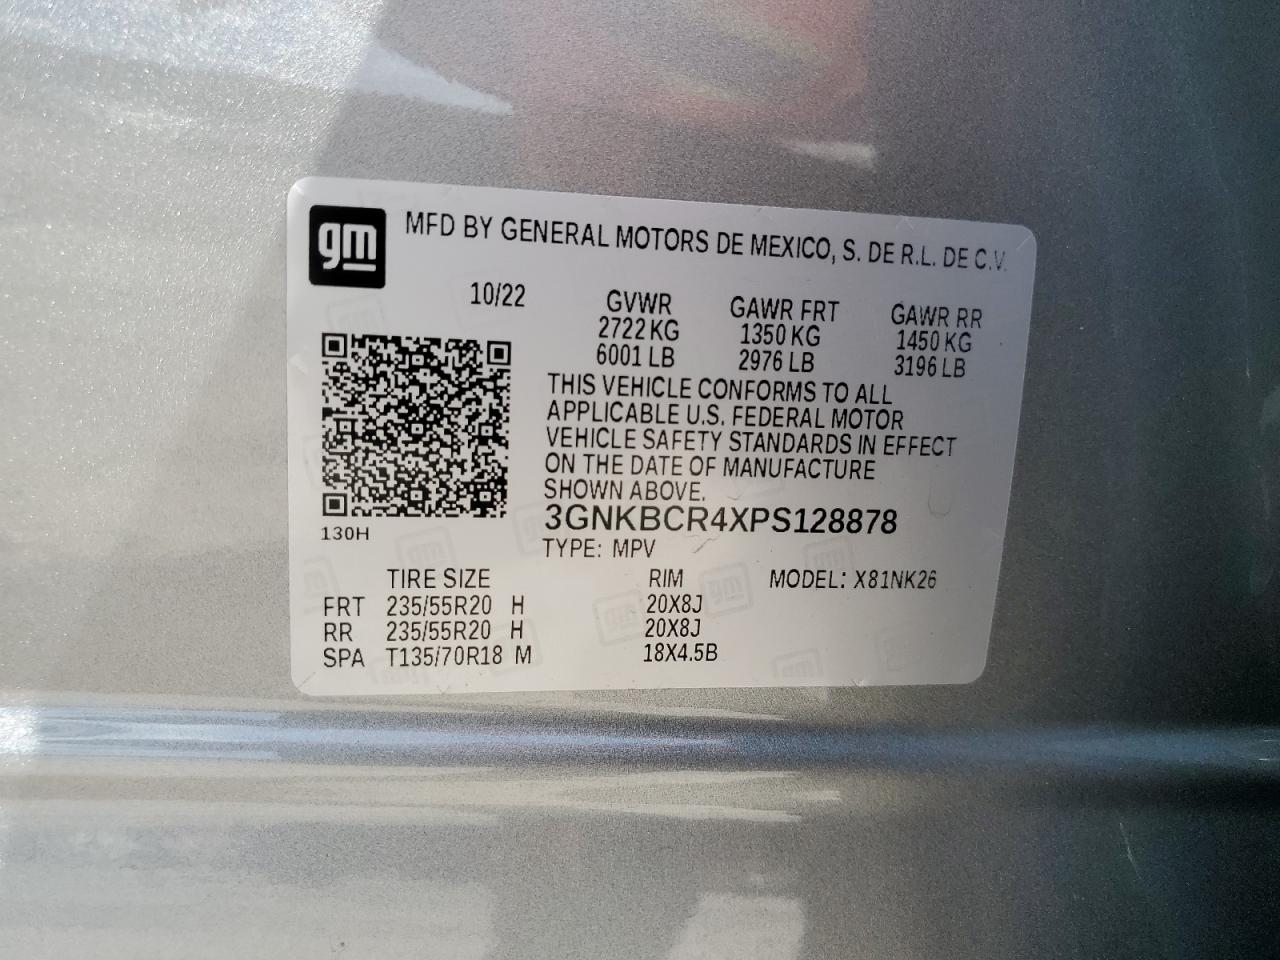 gm
MFD BY GENERAL MOTORS DE MEXICO, S. DE R.L. DE C.V.
10/22 GVWR GAWR FRT GAWR RR
2722 KG 1350 KG 1450 KG
6001 LB 2976 LB 3196 LB
THIS VEHICLE CONFORMS TO ALL
APPLICABLE U.S. FEDERAL MOTOR
VEHICLE SAFETY STANDARDS IN EFFECT
ON THE DATE OF MANUFACTURE
SHOWN ABOVE.
3GNKBCR4XPS128878
130H
TYPE: MPV
TIRE SIZE RIM MODEL: X81NK26
FRT 235/55R20 H 20X8J
RR 235/55R20 H 20X8J
SPA T135/70R18 M 18X4.5B